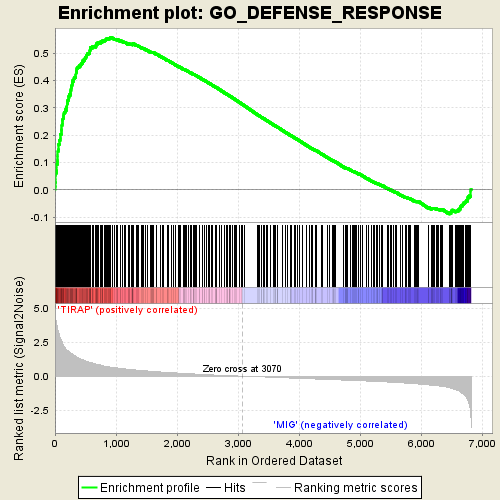 Enrichment plot: GO_DEFENSE_RESPONSE
Enrichment score (ES)
0.5
0.4
0.3
0.2
0.1
0.0
-0.1
Ranked list metric (Signal2Noise)
5.0
2.5
0.0
-2.5
'TIRAP' (positively correlated)
Zero cross at 3070
'MIG' (negatively correlated)
0 1,000 2,000 3,000 4,000 5,000 6,000 7,000
Rank in Ordered Dataset
Enrichment profile Hits Ranking metric scores